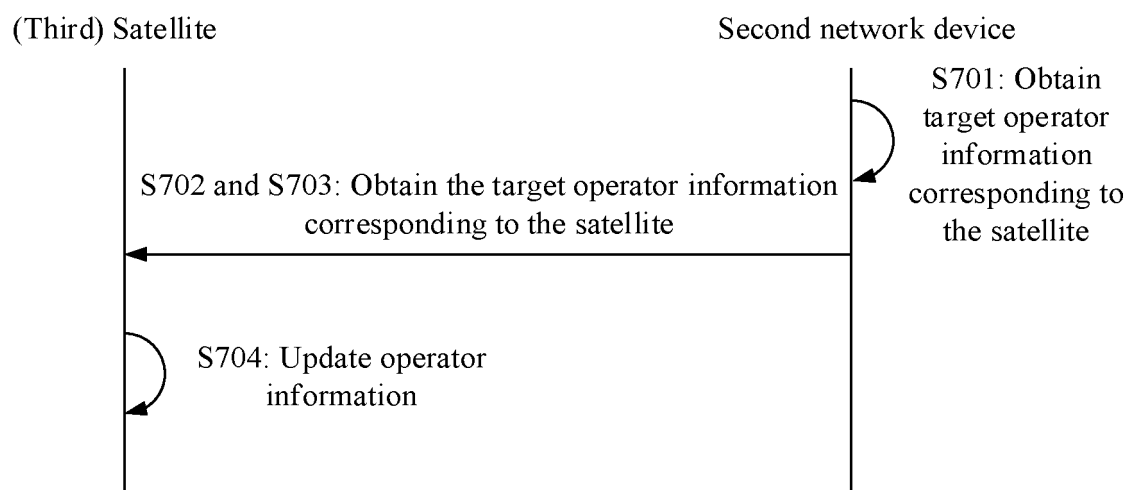 (Third) Satellite
Second network device
S701: Obtain
target operator
information
corresponding to
the satellite
S702 and S703: Obtain the target operator information
corresponding to the satellite
S704: Update operator
information